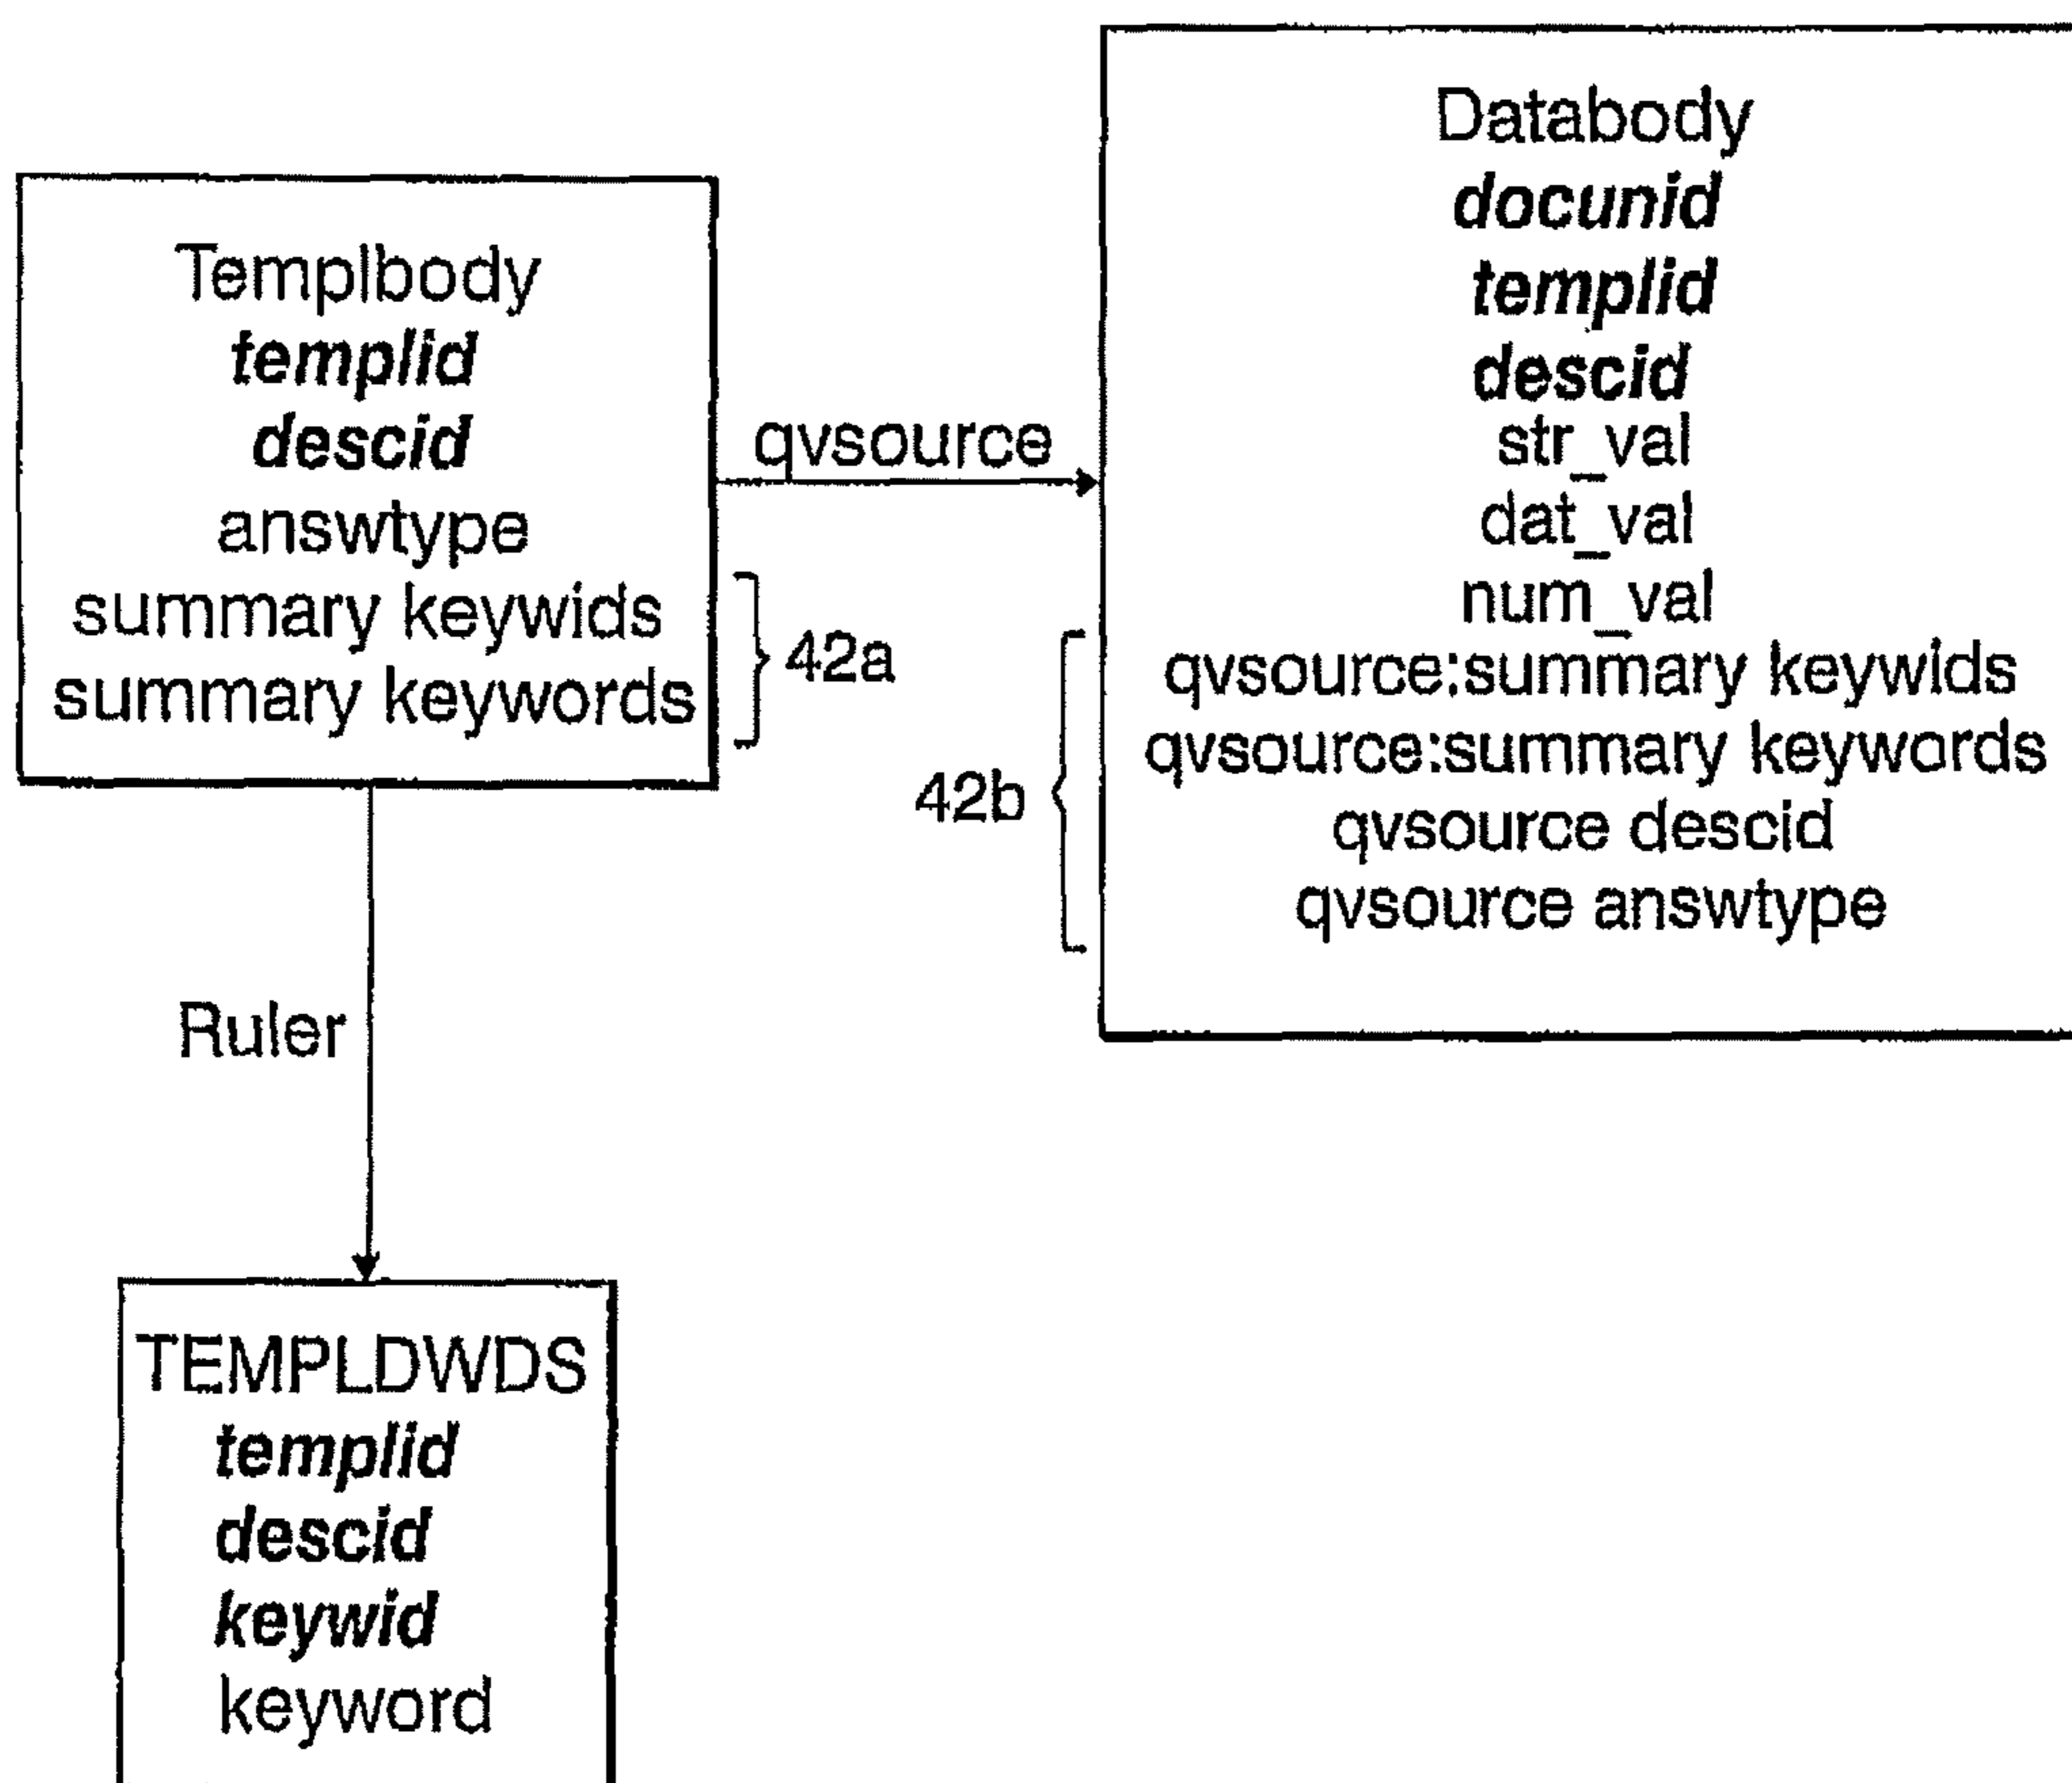 Templbody
templid
descid
answtype
summary keywids
summary keywords
42a
qvsource
Databody
docunid
templid
descid
str_val
dat_val
num_val
qvsource:summary keywids
qvsource:summary keywords
qvsource descid
qvsource answtype
42b
Ruler
TEMPLDWDS
templid
descid
keywid
keyword